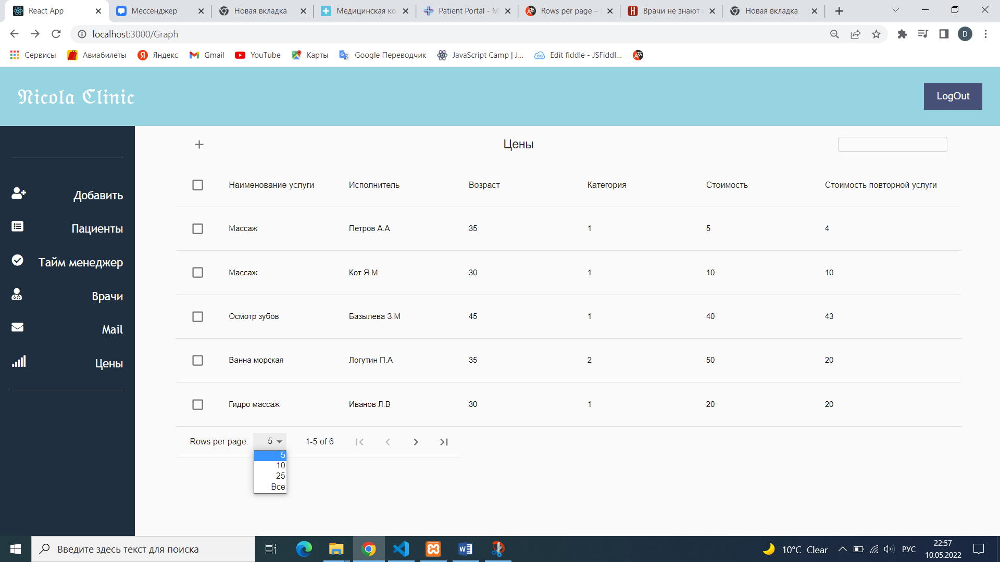 React App
Мессенджер
Новая вкладка
Медицинская ко
Patient Portal - M
Rows per page –
Врачи не знают
Новая вкладка
localhost:3000/Graph
D
Сервисы
Авиабилеты
Яндекс
Gmail
YouTube
Карты
Google Переводчик
JavaScript Camp | J...
Edit fiddle - JSFiddl...
Nicola Clinic
LogOut
Добавить
Пациенты
Тайм менеджер
Врачи
Mail
Цены
Цены
Наименование услуги Исполнитель Возраст Категория Стоимость Стоимость повторной услуги
Массаж Петров А.А 35 1 5 4
Массаж Кот Я.М 30 1 10 10
Осмотр зубов Базылева З.М 45 1 40 43
Ванна морская Логутин П.А 35 2 50 20
Гидро массаж Иванов Л.В 30 1 20 20
Rows per page: 5 1-5 of 6
5
10
25
Все
Введите здесь текст для поиска
10°C Clear
РУС
22:57
10.05.2022